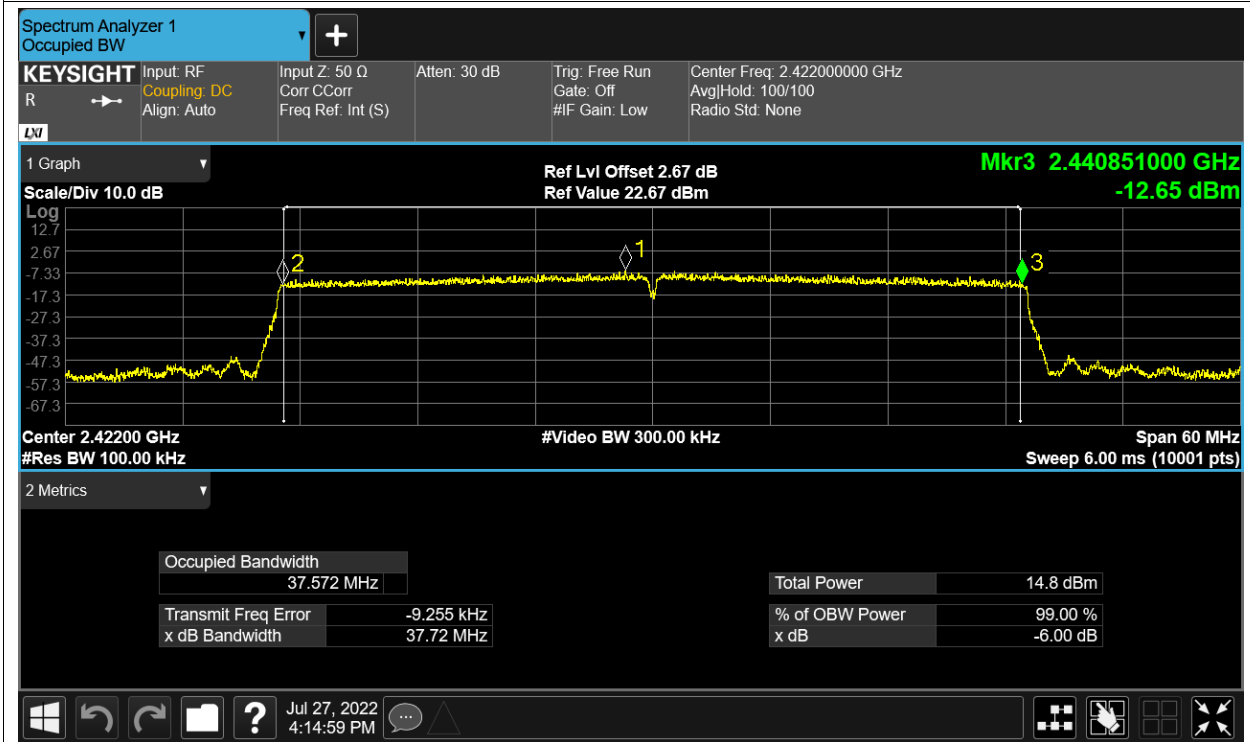 Spectrum Analyzer 1
Occupied BW
KEYSIGHT
R
LXI
Input: RF
Coupling: DC
Align: Auto
Input Z: 50 Ω
Corr CCorr
Freq Ref: Int (S)
Atten: 30 dB
Trig: Free Run
Gate: Off
#IF Gain: Low
Center Freq: 2.422000000 GHz
Avg|Hold: 100/100
Radio Std: None
1 Graph
Scale/Div 10.0 dB
Ref Lvl Offset 2.67 dB
Ref Value 22.67 dBm
Mkr3 2.440851000 GHz
-12.65 dBm
Log
12.7
2.67
-7.33
-17.3
-27.3
-37.3
-47.3
-57.3
-67.3
1
2
3
Center 2.42200 GHz
#Res BW 100.00 kHz
#Video BW 300.00 kHz
Span 60 MHz
Sweep 6.00 ms (10001 pts)
2 Metrics
Occupied Bandwidth
37.572 MHz
Transmit Freq Error -9.255 kHz
x dB Bandwidth 37.72 MHz
Total Power 14.8 dBm
% of OBW Power 99.00 %
x dB -6.00 dB
?
Jul 27, 2022
4:14:59 PM